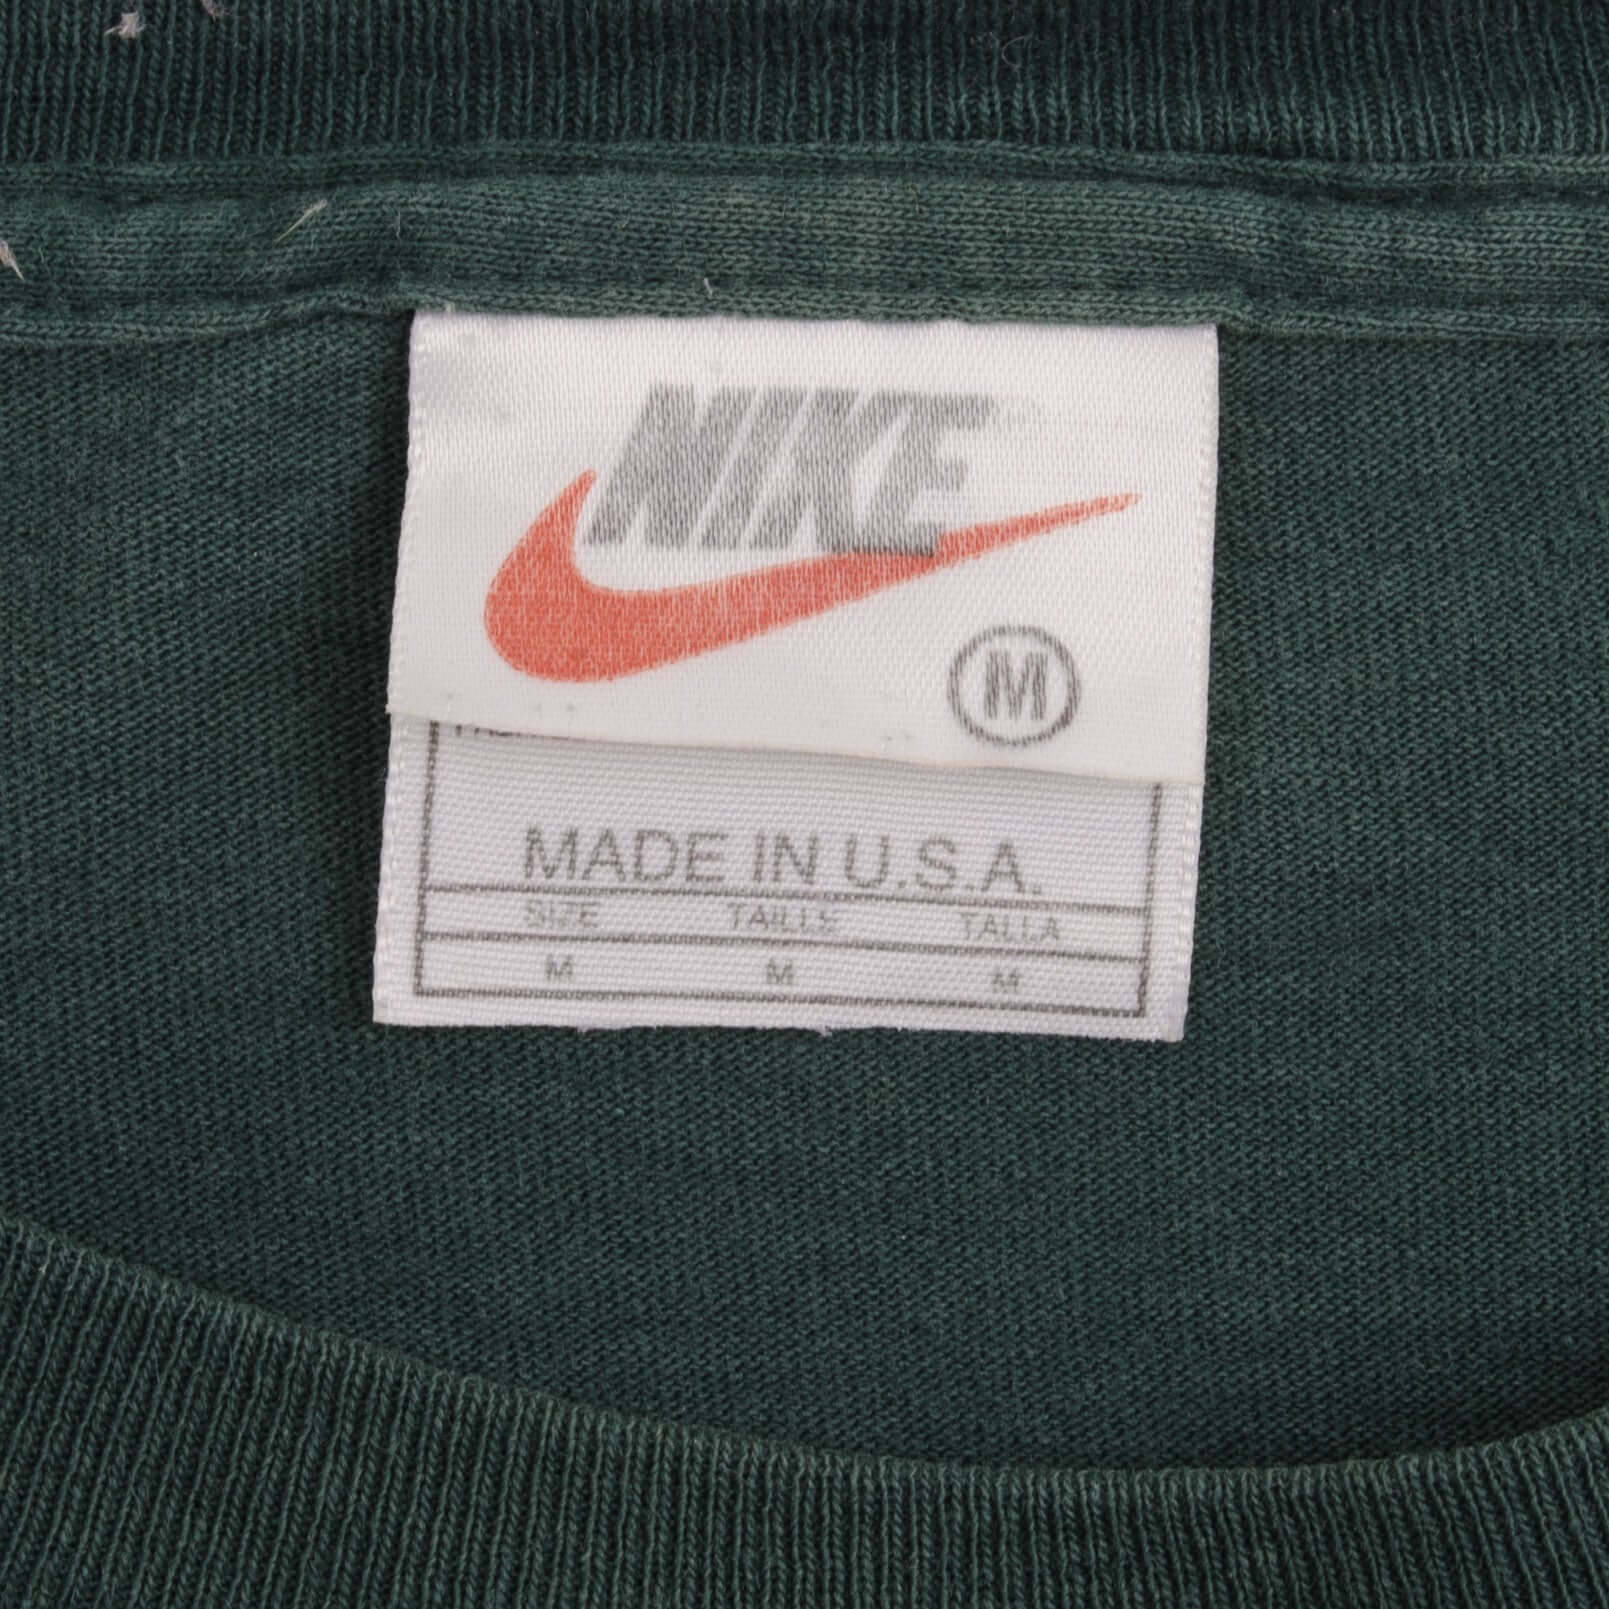 NIKE
M
MADE IN U.S.A.
SIZE TAILLE TALLA
M M M